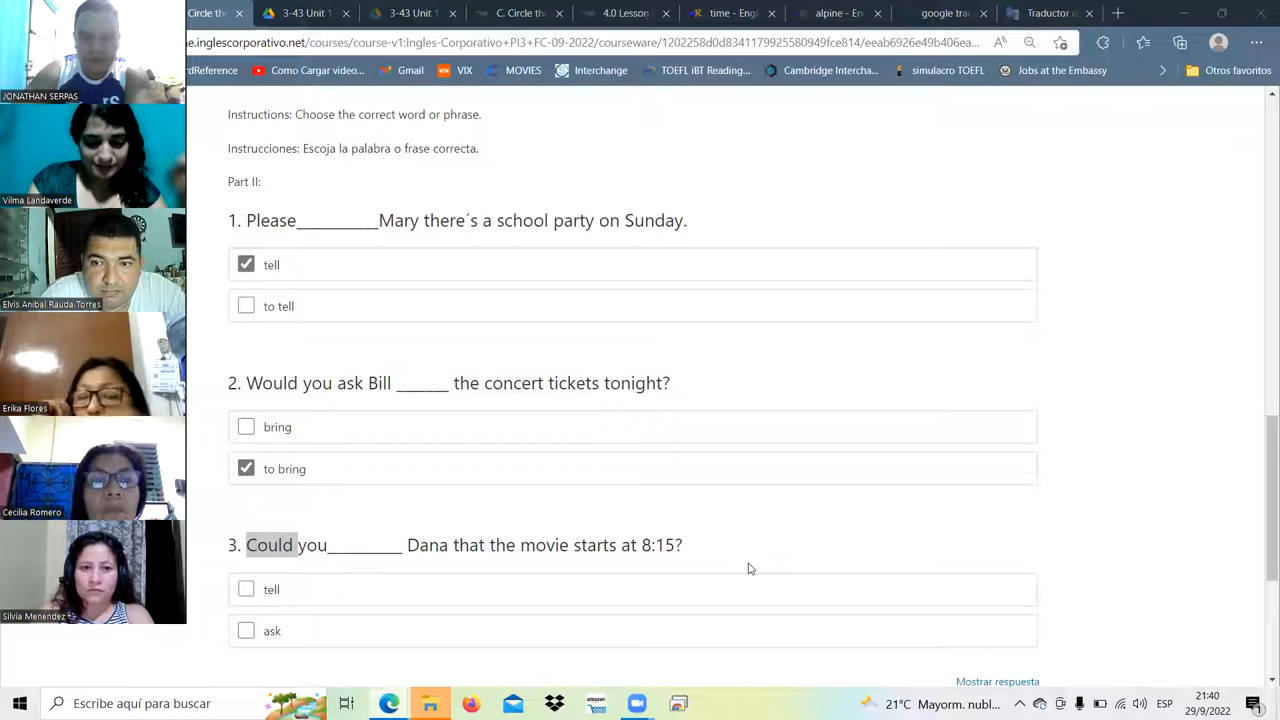 Circle th
3-43 Unit 1
3-43 Unit 1
C. Circle the
4.0 Lesson
time - Engl
alpine - En
google tra
Traductor o
e.inglescorporativo.net/courses/course-v1:Ingles-Corporativo+PI3+FC-09-2022/courseware/1202258d0d8341179925580949fce814/eeab6926e49b406ea...
rdReference
Como Cargar video...
Gmail
VIX
MOVIES
Interchange
TOEFL iBT Reading...
Cambridge Intercha...
simulacro TOEFL
Jobs at the Embassy
Otros favoritos
JONATHAN SERPAS
Vilma Landaverde
Elvis Anibal Rauda Torres
Erika Flores
Cecilia Romero
Silvia Menendez
Instructions: Choose the correct word or phrase.
Instrucciones: Escoja la palabra o frase correcta.
Part II:
1. Please__________Mary there´s a school party on Sunday.
tell
to tell
2. Would you ask Bill ______ the concert tickets tonight?
bring
to bring
3. Could you_________ Dana that the movie starts at 8:15?
tell
ask
Mostrar respuesta
Escribe aquí para buscar
21°C Mayorm. nubl...
ESP
21:40
29/9/2022